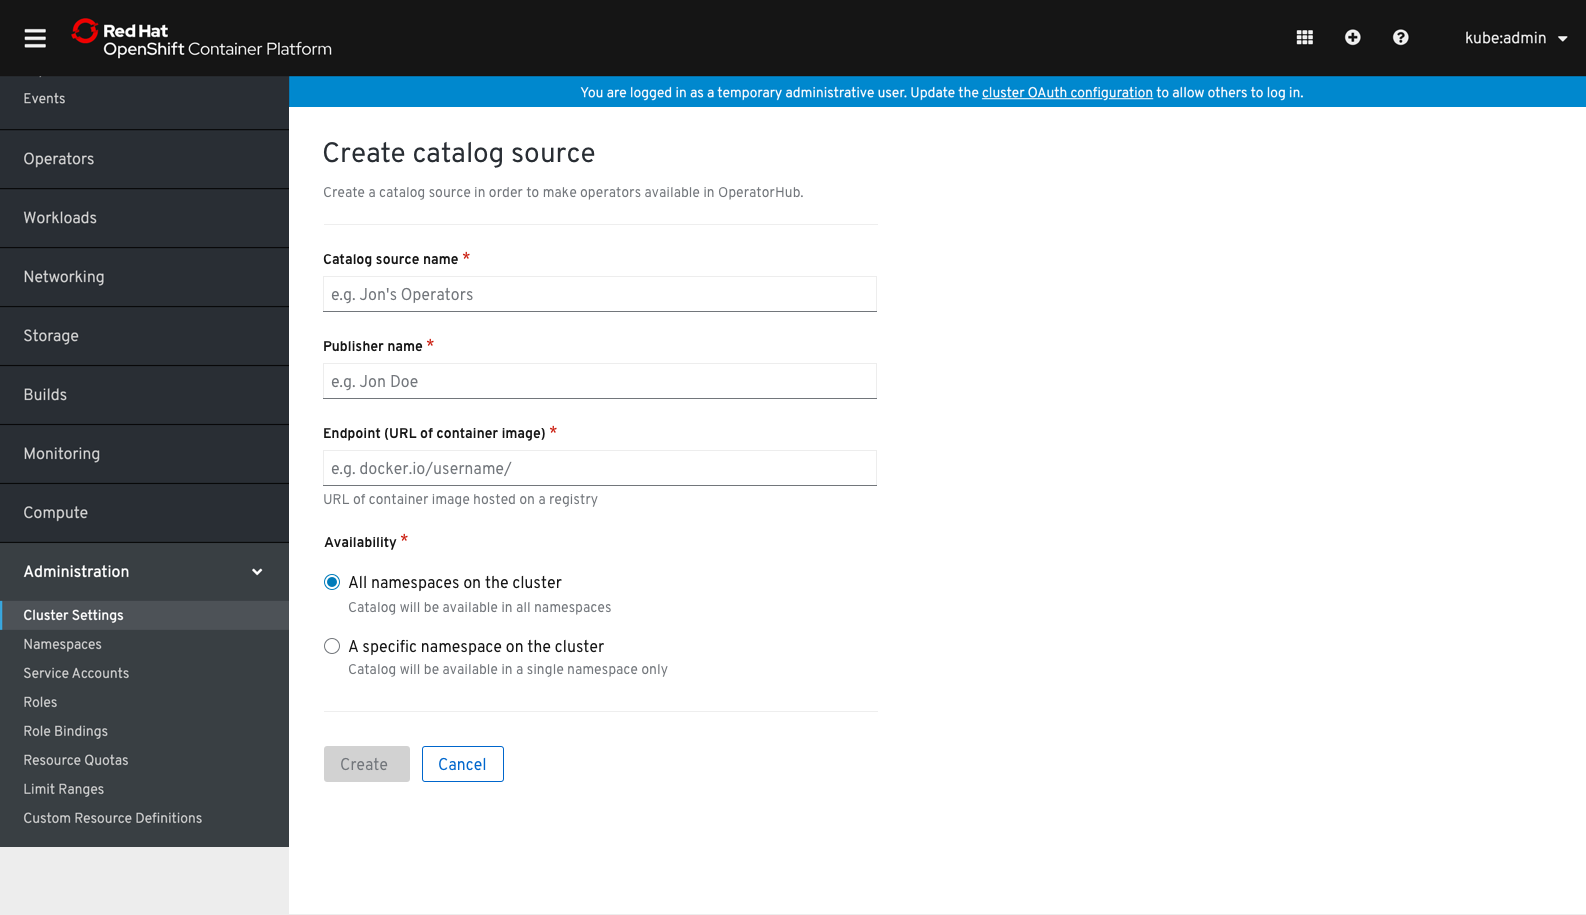 Red Hat
OpenShift Container Platform
kube:admin
You are logged in as a temporary administrative user. Update the cluster OAuth configuration to allow others to log in.
Events
Operators
Workloads
Networking
Storage
Builds
Monitoring
Compute
Administration
Cluster Settings
Namespaces
Service Accounts
Roles
Role Bindings
Resource Quotas
Limit Ranges
Custom Resource Definitions
Create catalog source
Create a catalog source in order to make operators available in OperatorHub.
Catalog source name *
e.g. Jon's Operators
Publisher name *
e.g. Jon Doe
Endpoint (URL of container image) *
e.g. docker.io/username/
URL of container image hosted on a registry
Availability *
All namespaces on the cluster
Catalog will be available in all namespaces
A specific namespace on the cluster
Catalog will be available in a single namespace only
Create
Cancel